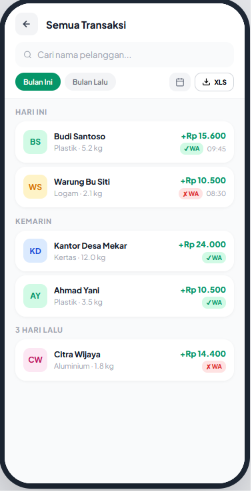 Semua Transaksi
Cari nama pelanggan...
Bulan Ini
Bulan Lalu
XLS
HARI INI
BS
Budi Santoso
Plastik · 5.2 kg
+Rp 15.600
✓WA 09:45
WS
Warung Bu Siti
Logam · 2.1 kg
+Rp 10.500
✗WA 08:30
KEMARIN
KD
Kantor Desa Mekar
Kertas · 12.0 kg
+Rp 24.000
✓WA
AY
Ahmad Yani
Plastik · 3.5 kg
+Rp 10.500
✓WA
3 HARI LALU
CW
Citra Wijaya
Aluminium · 1.8 kg
+Rp 14.400
✗WA